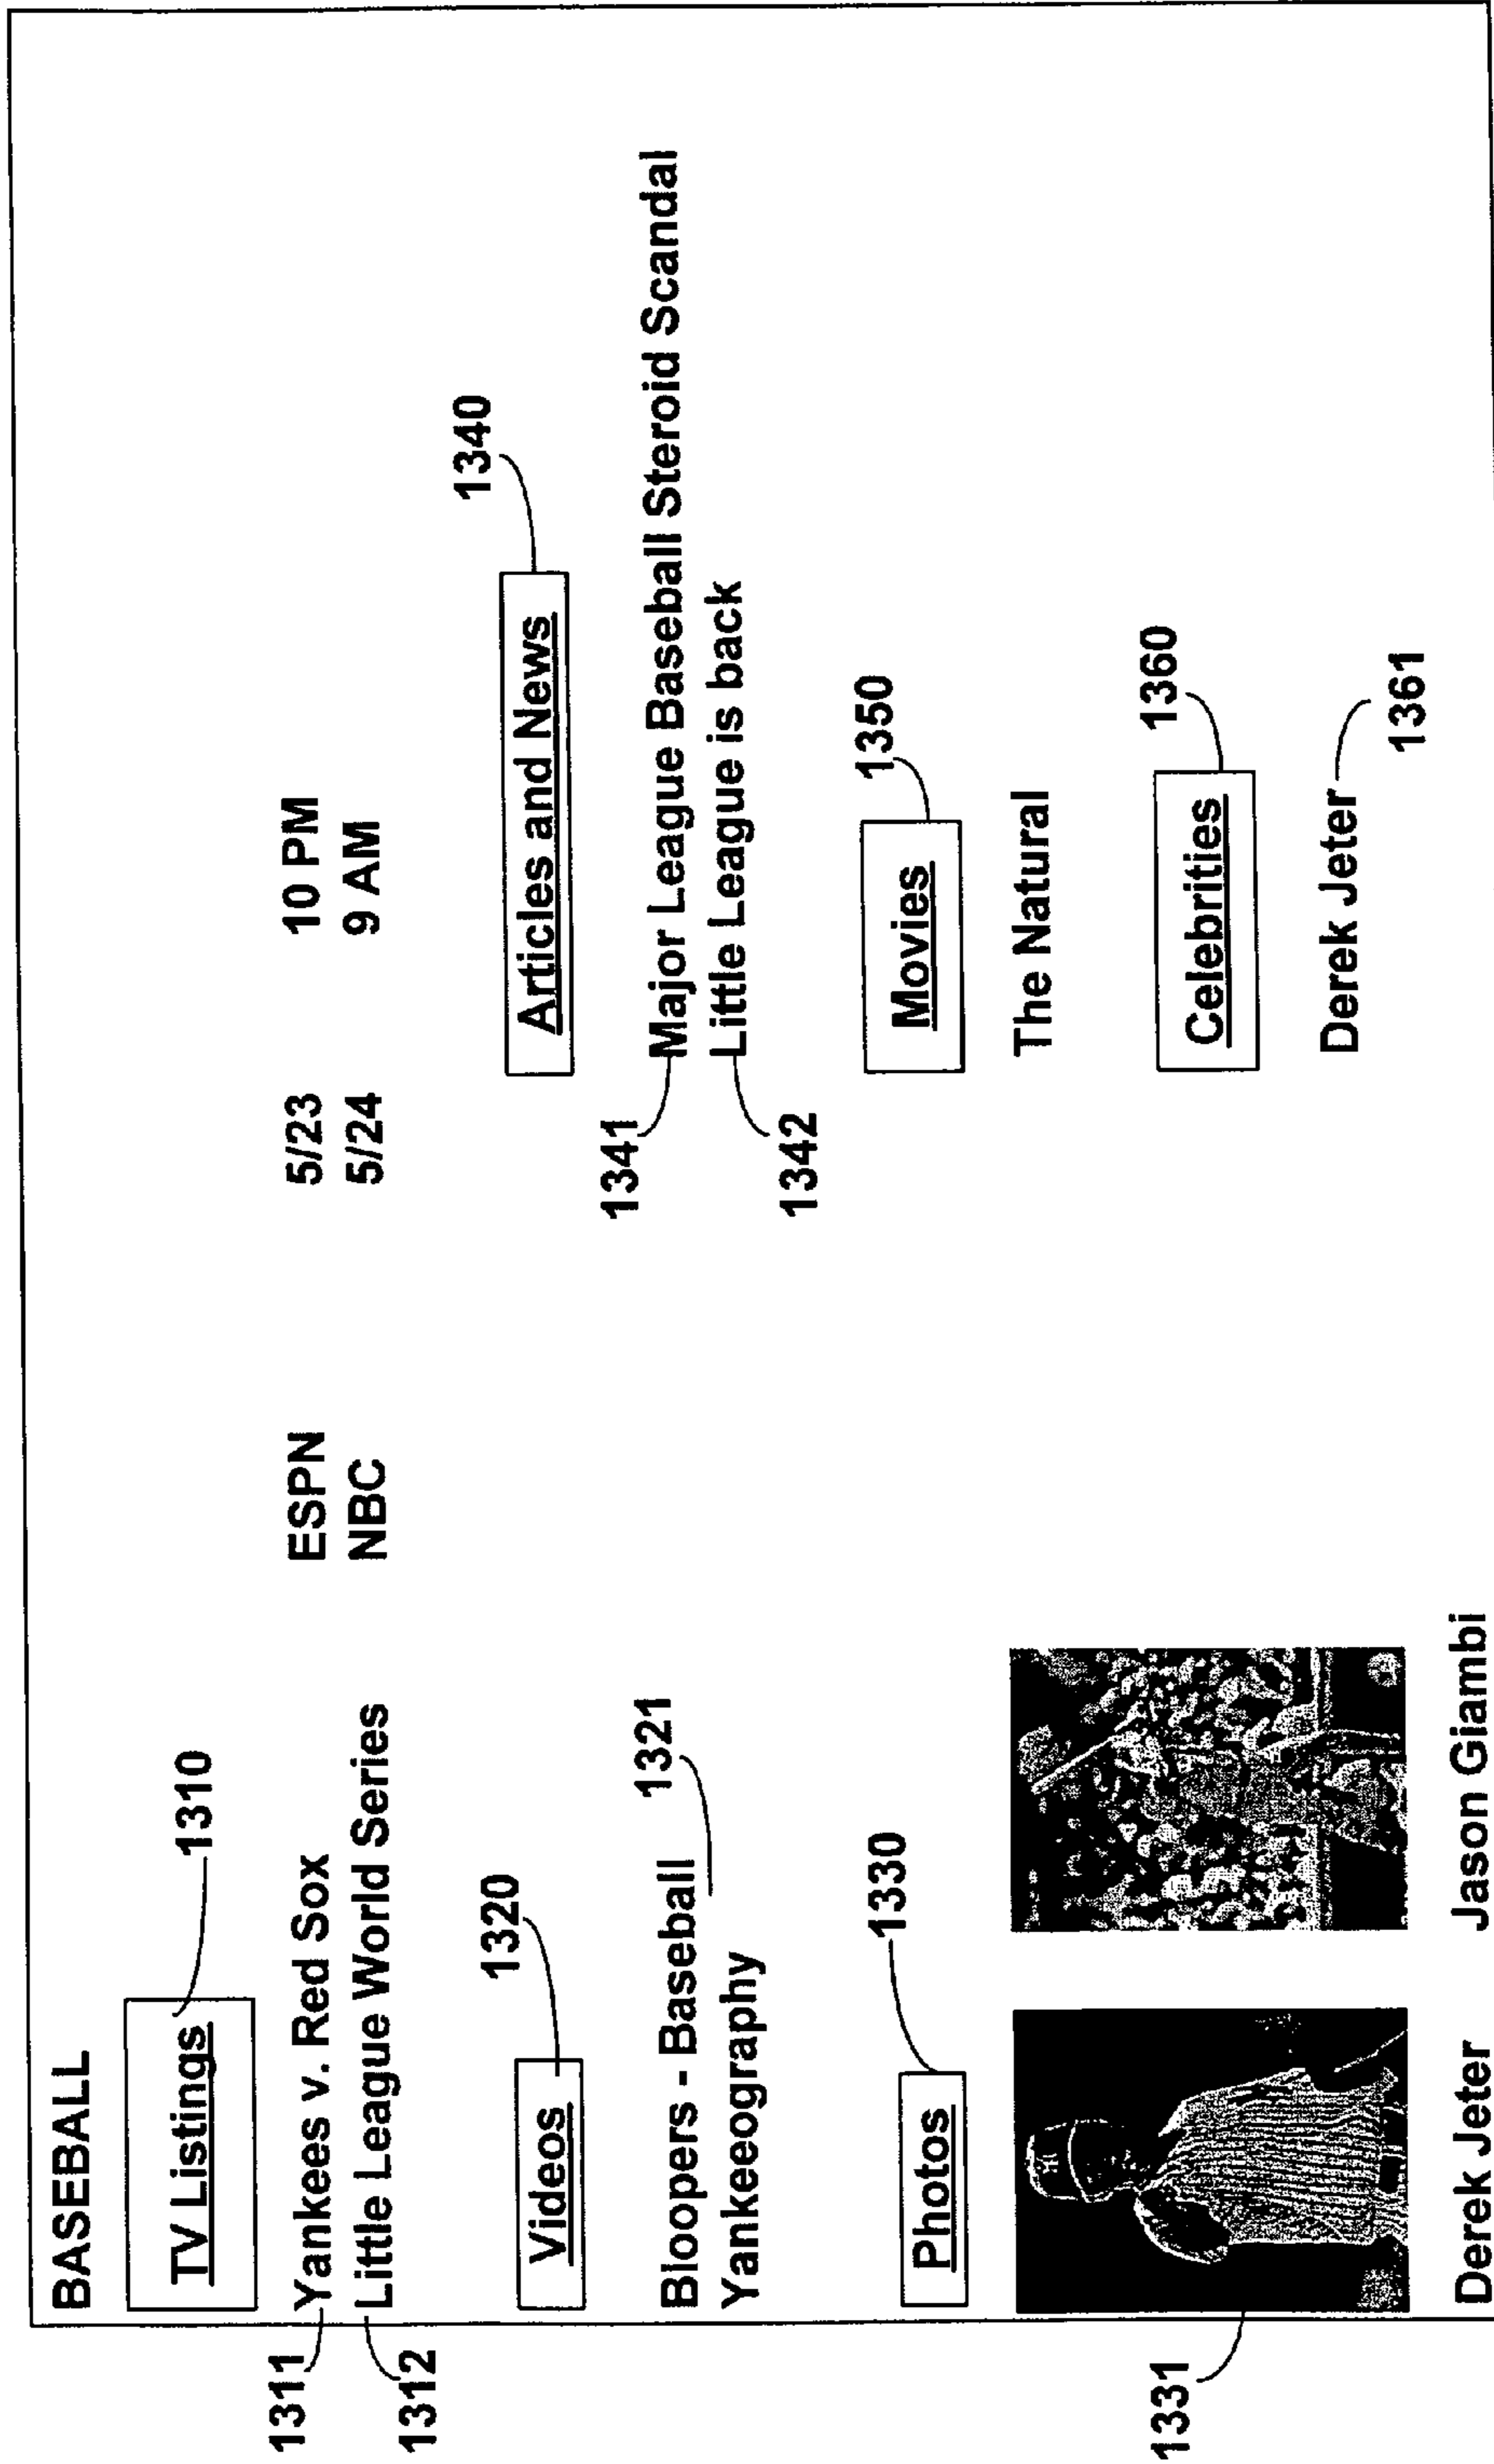 BASEBALL
TV Listings 1310
1311 Yankees v. Red Sox ESPN 5/23 10 PM
1312 Little League World Series NBC 5/24 9 AM
Videos 1320
Bloopers - Baseball 1321
Yankeeography
Photos 1330
1331
Derek Jeter Jason Giambi
Articles and News 1340
1341 Major League Baseball Steroid Scandal
1342 Little League is back
Movies 1350
The Natural
Celebrities 1360
Derek Jeter 1361